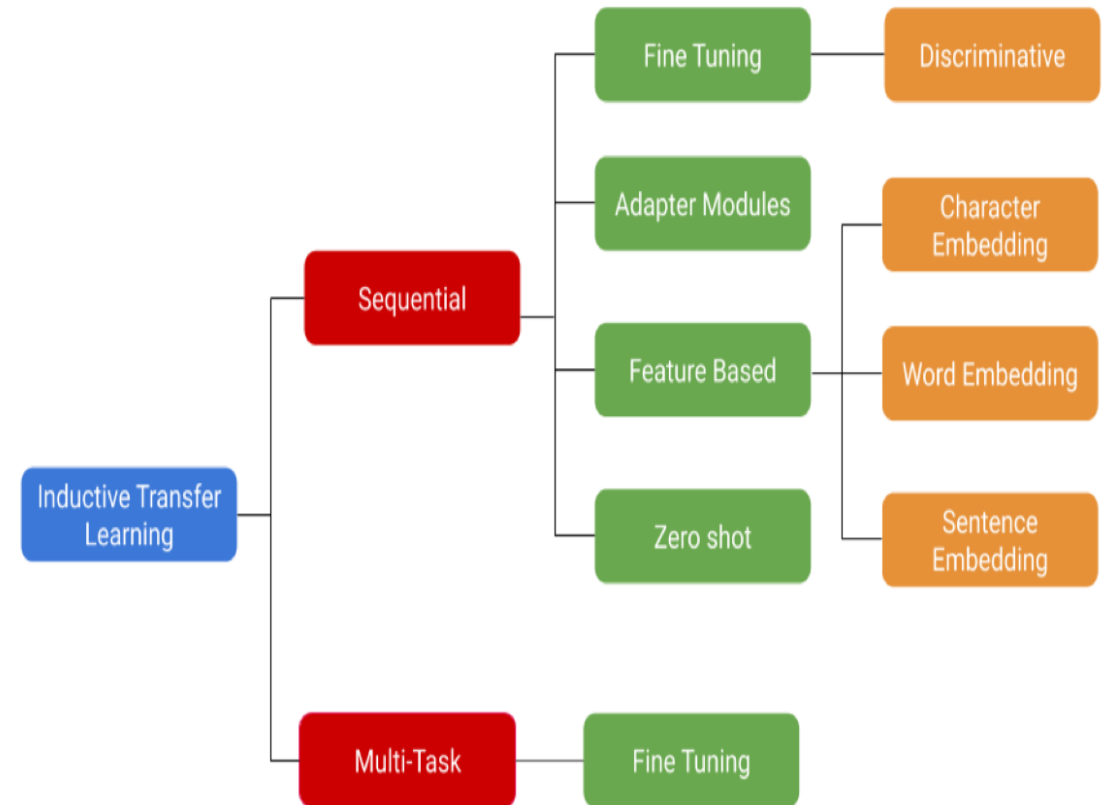 Fine Tuning
Discriminative
Adapter Modules
Character
Embedding
Sequential
Feature Based
Word Embedding
Inductive Transfer
Learning
Zero shot
Sentence
Embedding
Multi-Task
Fine Tuning